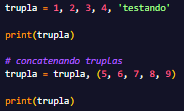 trupla = 1, 2, 3, 4, 'testando'
print(trupla)
# concatenando truplas
trupla = trupla, (5, 6, 7, 8, 9)
print(trupla)